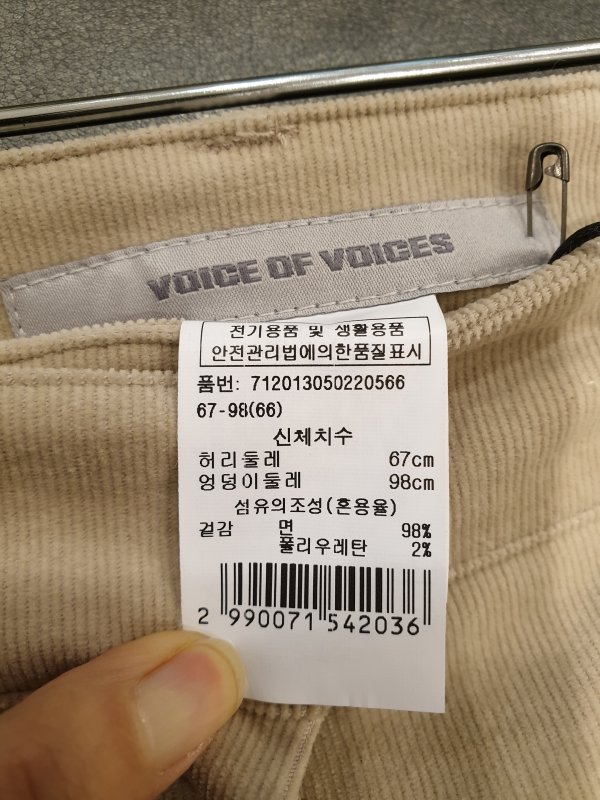 VOICE OF VOICES
전기용품 및 생활용품
안전관리법에의한품질표시
품번: 712013050220566
67-98(66)
신체치수
허리둘레 67cm
엉덩이둘레 98cm
섬유의조성(혼용율)
겉감 면 98%
폴리우레탄 2%
2 990071 542036